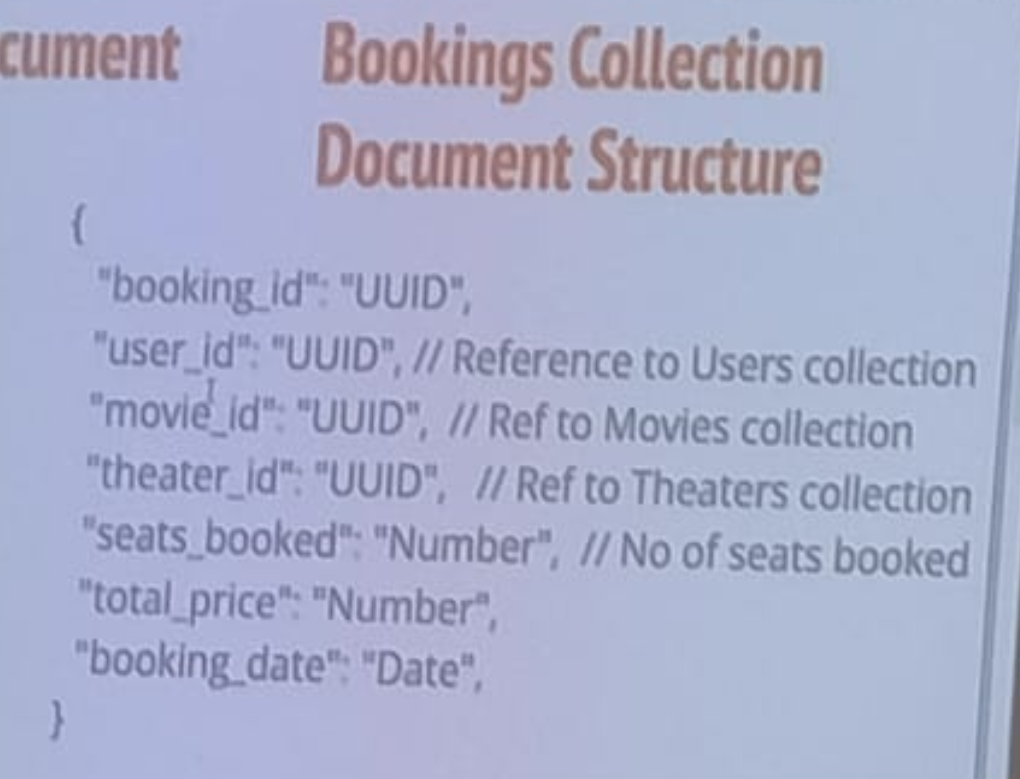 cument
Bookings Collection
Document Structure
{
"booking_id": "UUID",
"user_id": "UUID", // Reference to Users collection
"movie_id": "UUID", // Ref to Movies collection
"theater_id": "UUID", // Ref to Theaters collection
"seats_booked": "Number", // No of seats booked
"total_price": "Number",
"booking_date": "Date",
}